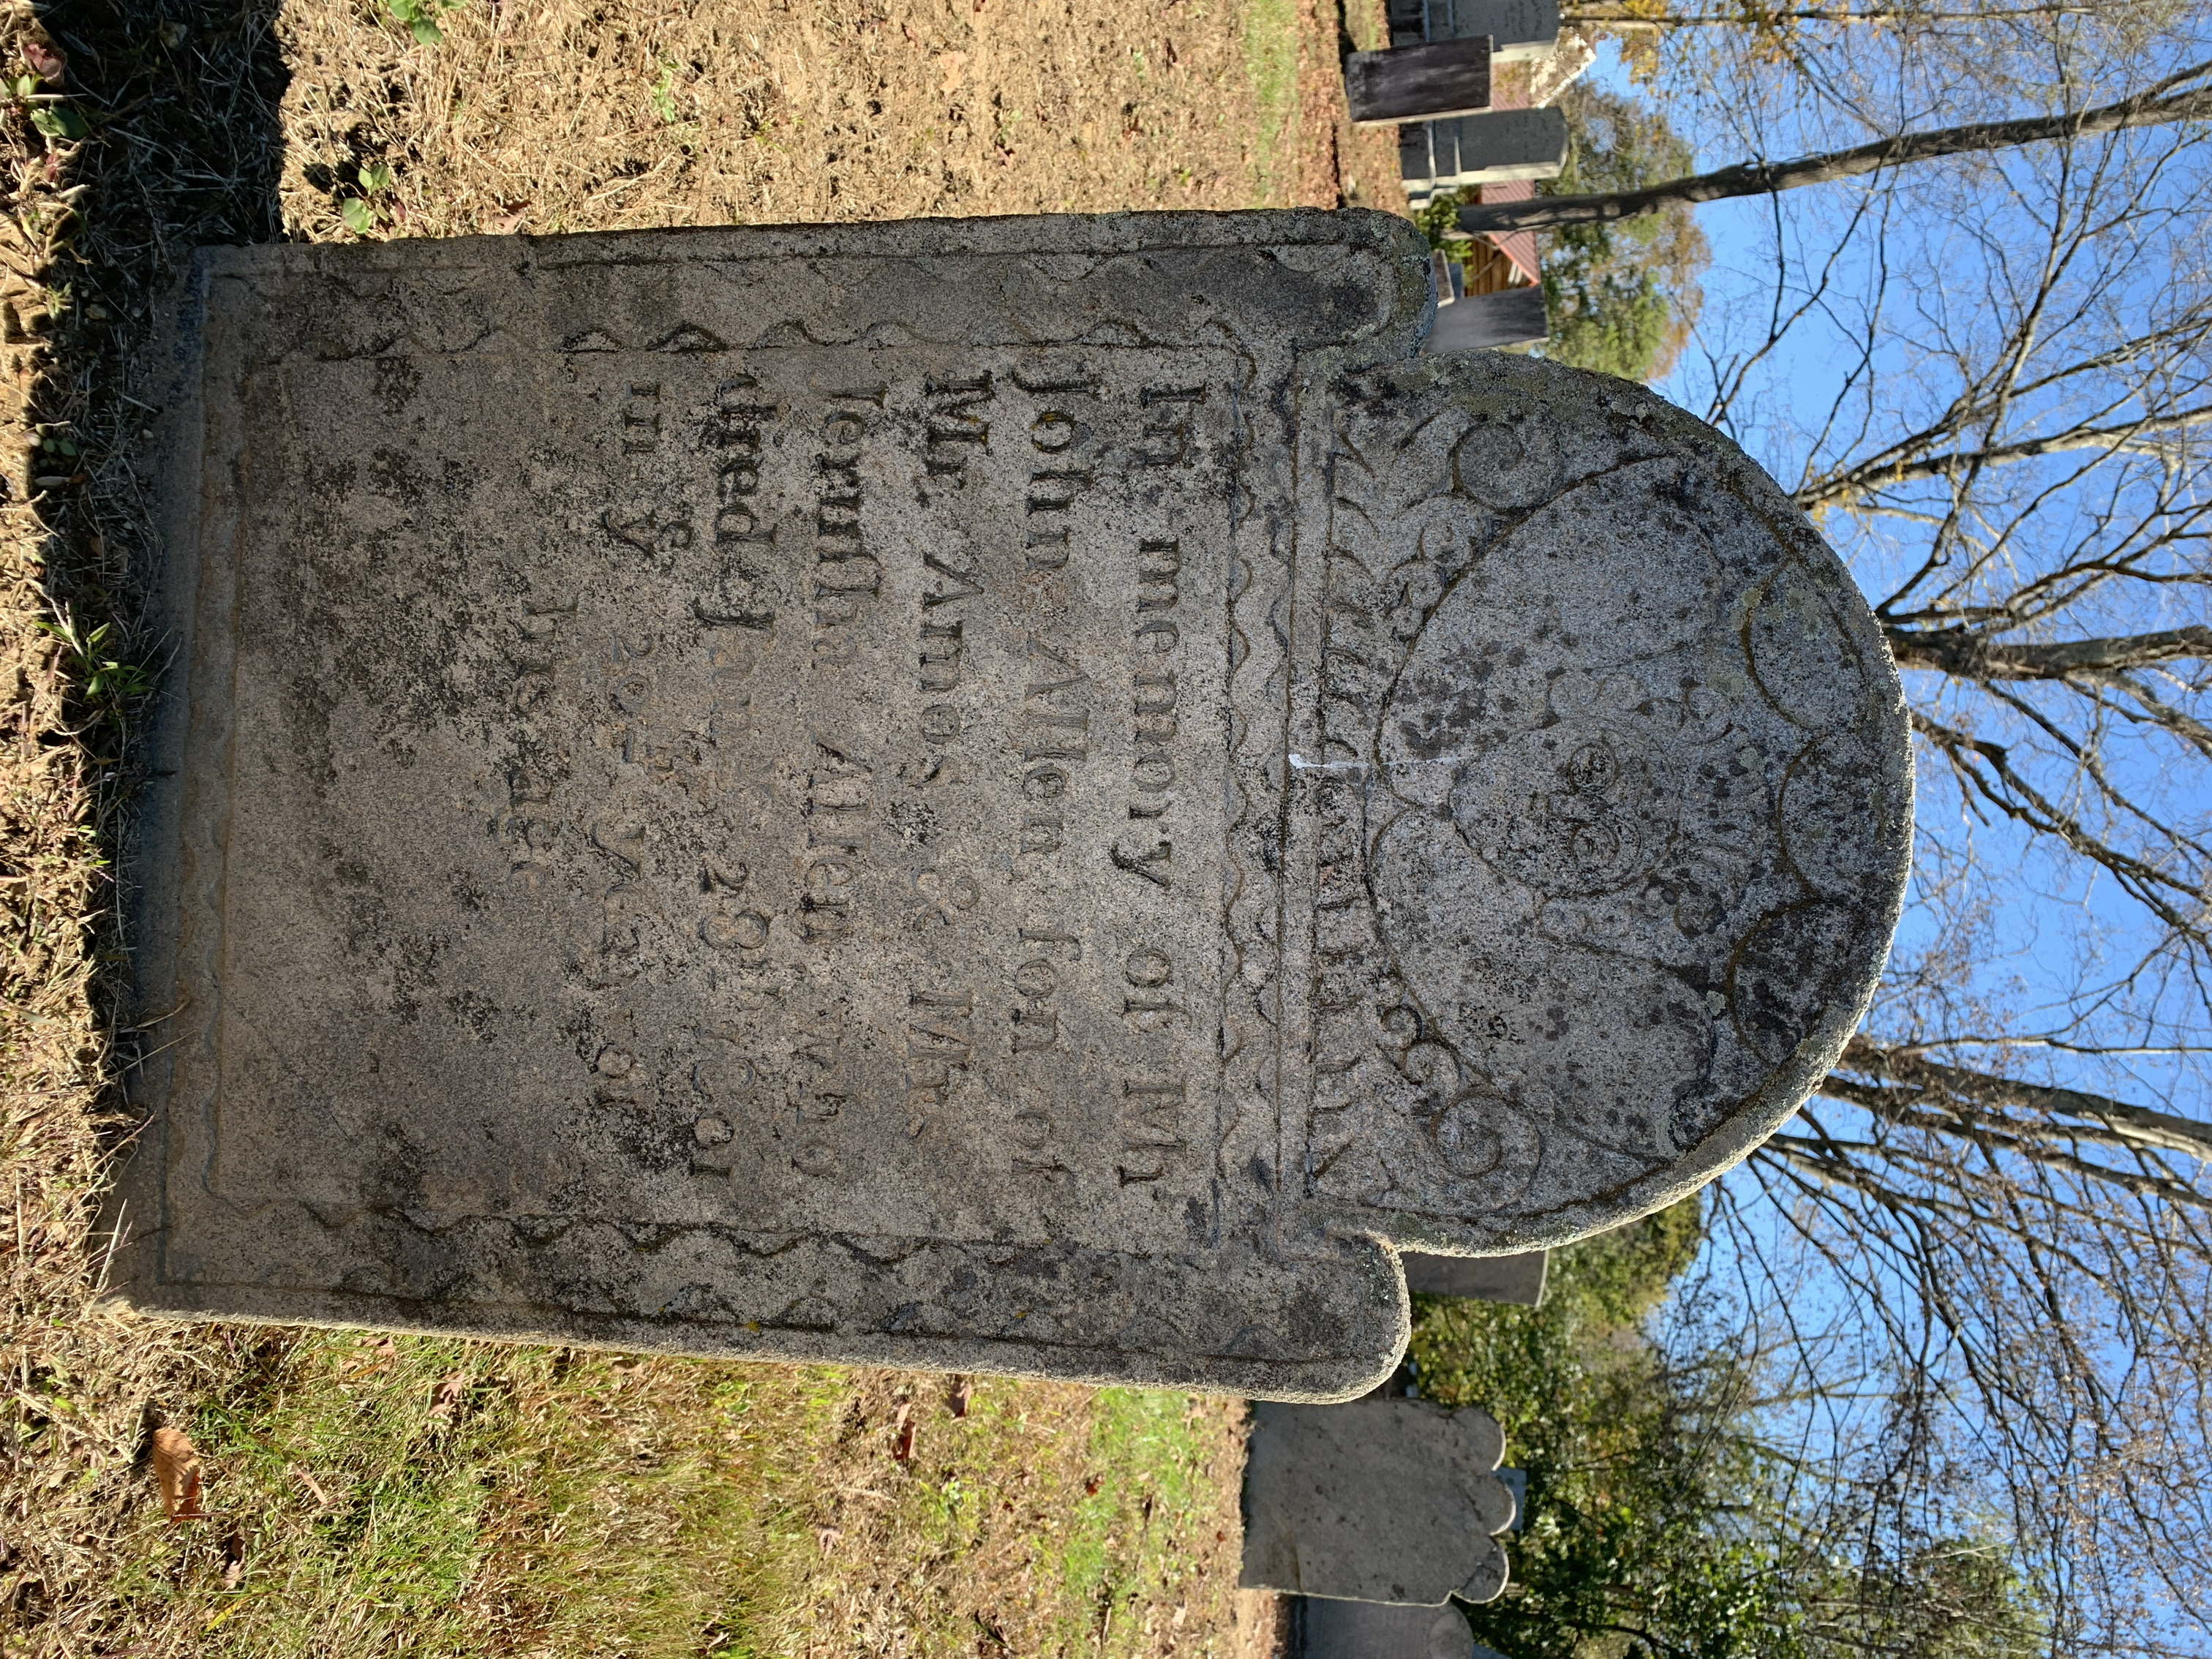 In memory of Mr
John Allen ſon of
Mr. Amos & Mrs.
Jeruſha Allen who
died Jany. 28th 1801
in ye 20th year of
his age